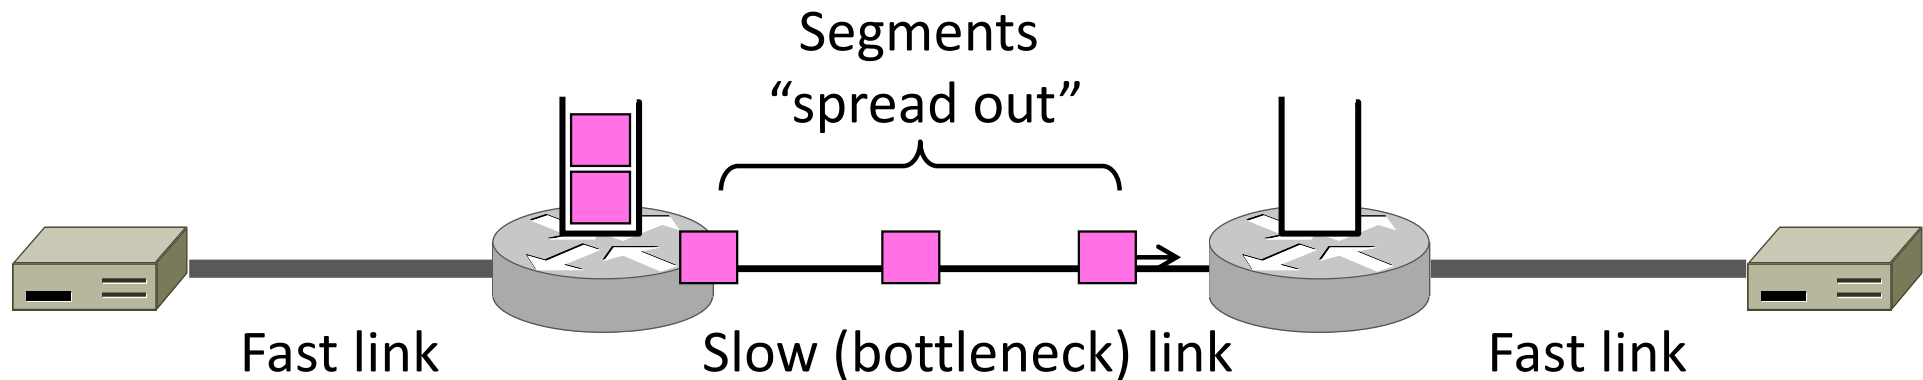 Segments
“spread out”
Fast link
Slow (bottleneck) link
Fast link